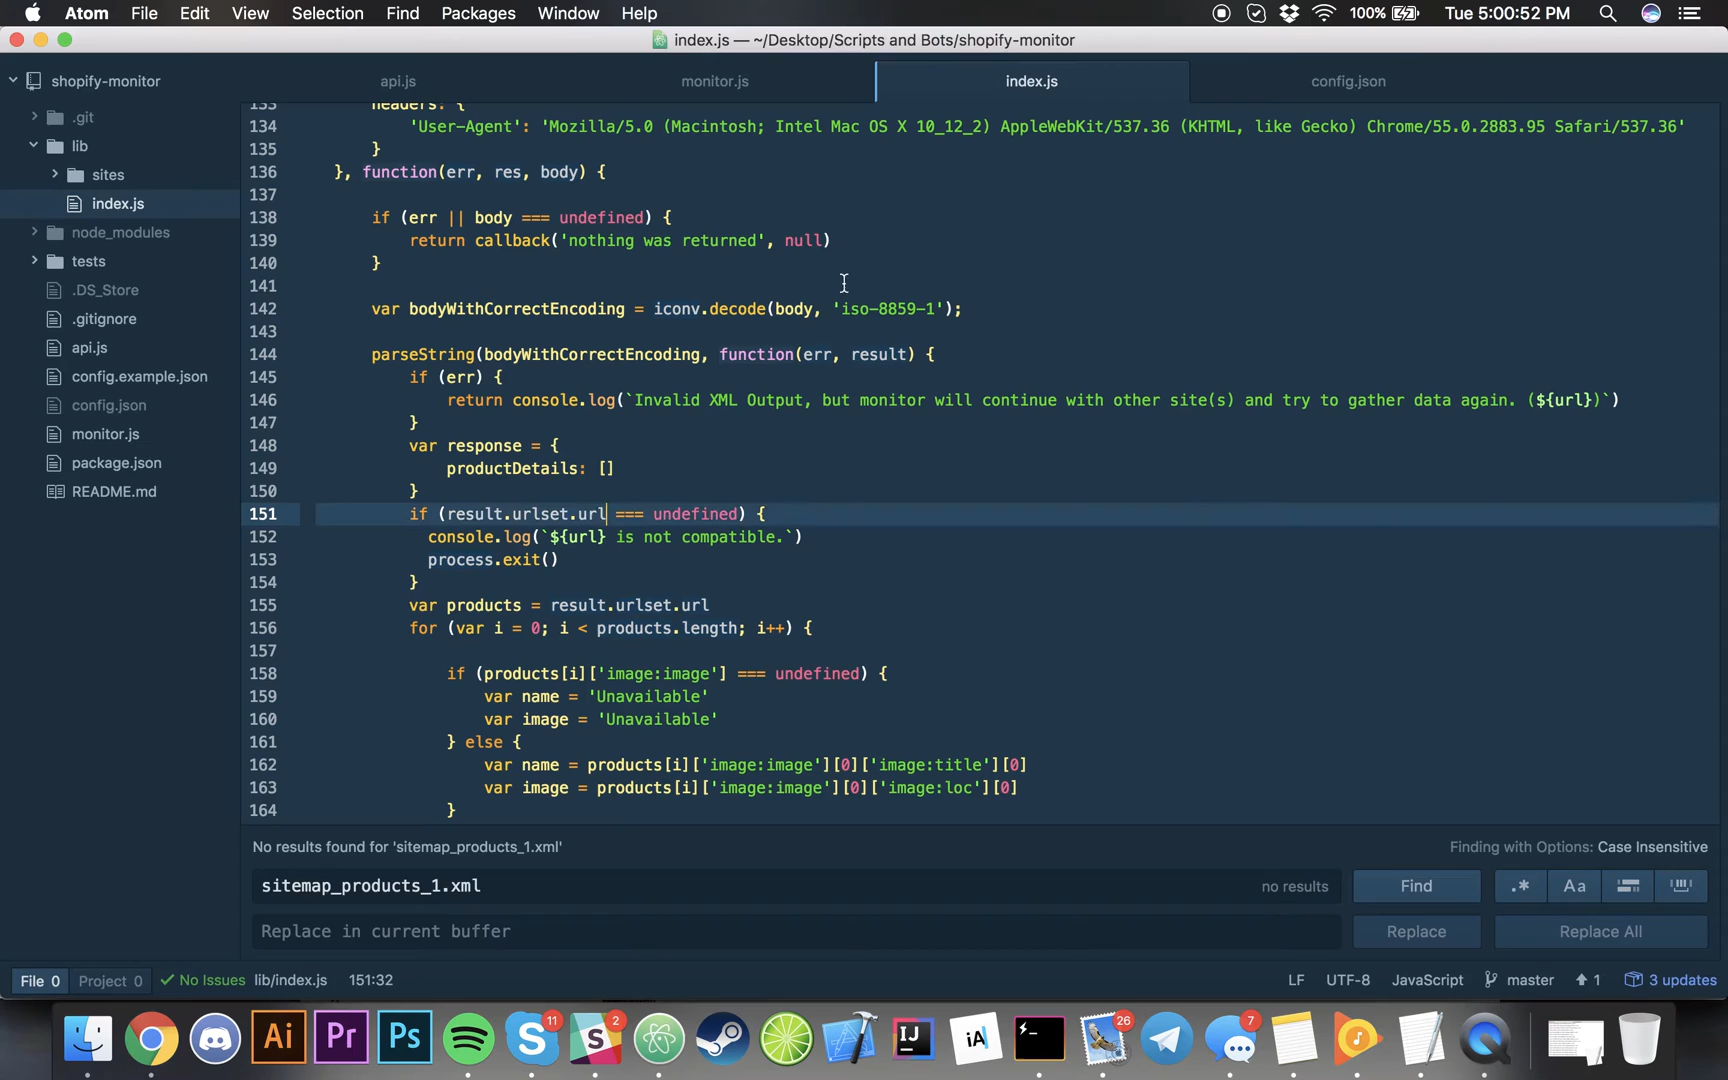 Atom File Edit View Selection Find Packages Window Help 100% Tue 5:00:52 PM
index.js — ~/Desktop/Scripts and Bots/shopify-monitor
shopify-monitor
.git
lib
sites
index.js
node_modules
tests
.DS_Store
.gitignore
api.js
config.example.json
config.json
monitor.js
package.json
README.md
api.js monitor.js index.js config.json
133 headers: {
134 'User-Agent': 'Mozilla/5.0 (Macintosh; Intel Mac OS X 10_12_2) AppleWebKit/537.36 (KHTML, like Gecko) Chrome/55.0.2883.95 Safari/537.36'
135 }
136 }, function(err, res, body) {
137
138 if (err || body === undefined) {
139 return callback('nothing was returned', null)
140 }
141
142 var bodyWithCorrectEncoding = iconv.decode(body, 'iso-8859-1');
143
144 parseString(bodyWithCorrectEncoding, function(err, result) {
145 if (err) {
146 return console.log(`Invalid XML Output, but monitor will continue with other site(s) and try to gather data again. (${url})`)
147 }
148 var response = {
149 productDetails: []
150 }
151 if (result.urlset.url === undefined) {
152 console.log(`${url} is not compatible.`)
153 process.exit()
154 }
155 var products = result.urlset.url
156 for (var i = 0; i < products.length; i++) {
157
158 if (products[i]['image:image'] === undefined) {
159 var name = 'Unavailable'
160 var image = 'Unavailable'
161 } else {
162 var name = products[i]['image:image'][0]['image:title'][0]
163 var image = products[i]['image:image'][0]['image:loc'][0]
164 }
No results found for 'sitemap_products_1.xml' Finding with Options: Case Insensitive
sitemap_products_1.xml no results Find .* Aa
Replace in current buffer Replace Replace All
File 0 Project 0 No Issues lib/index.js 151:32 LF UTF-8 JavaScript master 1 3 updates
Ai Pr Ps 11 2 IJ iA 26 7